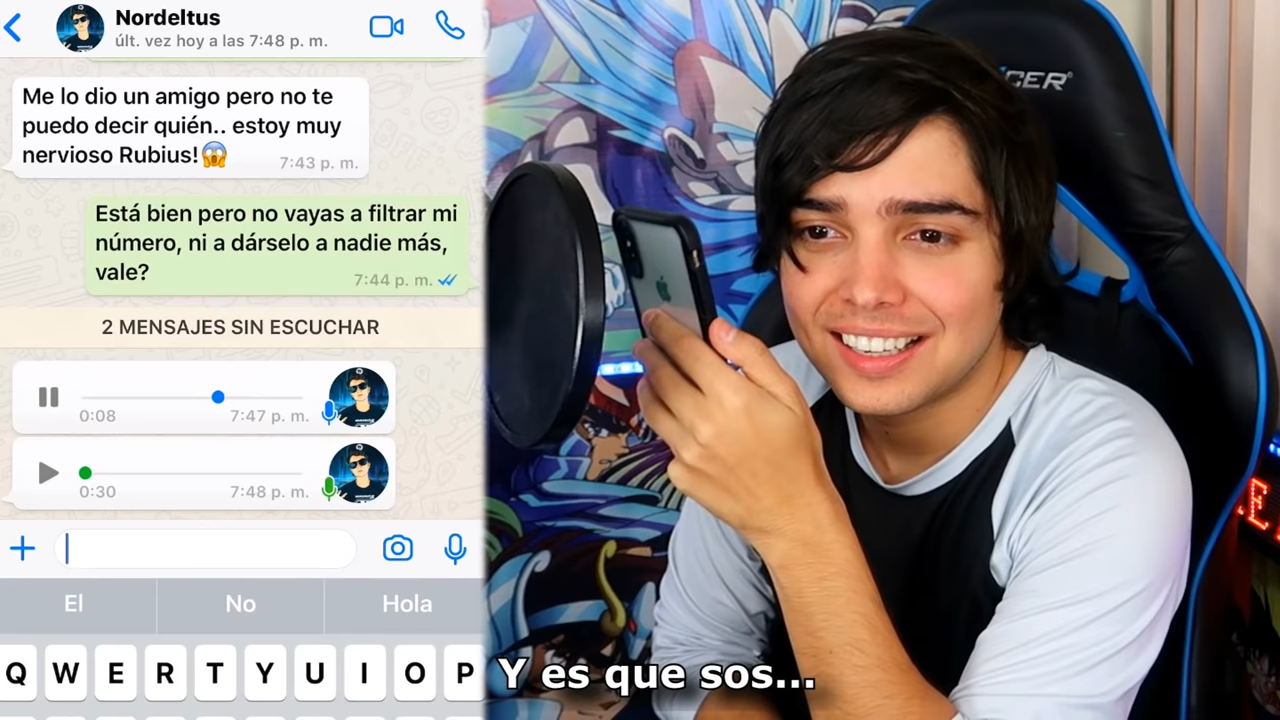 Nordeltus
últ. vez hoy a las 7:48 p. m.
Me lo dio un amigo pero no te
puedo decir quién.. estoy muy
nervioso Rubius!😱
7:43 p. m.
Está bien pero no vayas a filtrar mi
número, ni a dárselo a nadie más,
vale?
7:44 p. m.
2 MENSAJES SIN ESCUCHAR
0:08 7:47 p. m.
0:30 7:48 p. m.
El No Hola
Q W E R T Y U I O P
CER®
Y es que sos...